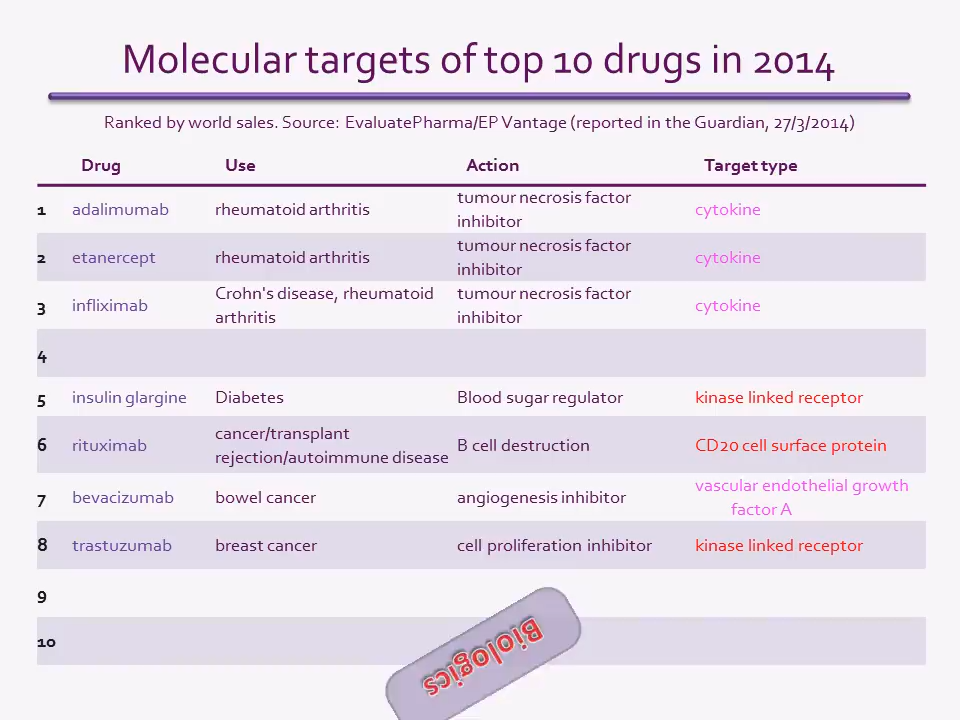 Molecular targets of top 10 drugs in 2014
Ranked by world sales. Source: EvaluatePharma/EP Vantage (reported in the Guardian, 27/3/2014)
Drug Use Action Target type
1 adalimumab rheumatoid arthritis tumour necrosis factor inhibitor cytokine
2 etanercept rheumatoid arthritis tumour necrosis factor inhibitor cytokine
3 infliximab Crohn's disease, rheumatoid arthritis tumour necrosis factor inhibitor cytokine
4
5 insulin glargine Diabetes Blood sugar regulator kinase linked receptor
6 rituximab cancer/transplant rejection/autoimmune disease B cell destruction CD20 cell surface protein
7 bevacizumab bowel cancer angiogenesis inhibitor vascular endothelial growth factor A
8 trastuzumab breast cancer cell proliferation inhibitor kinase linked receptor
9
10
Biologics